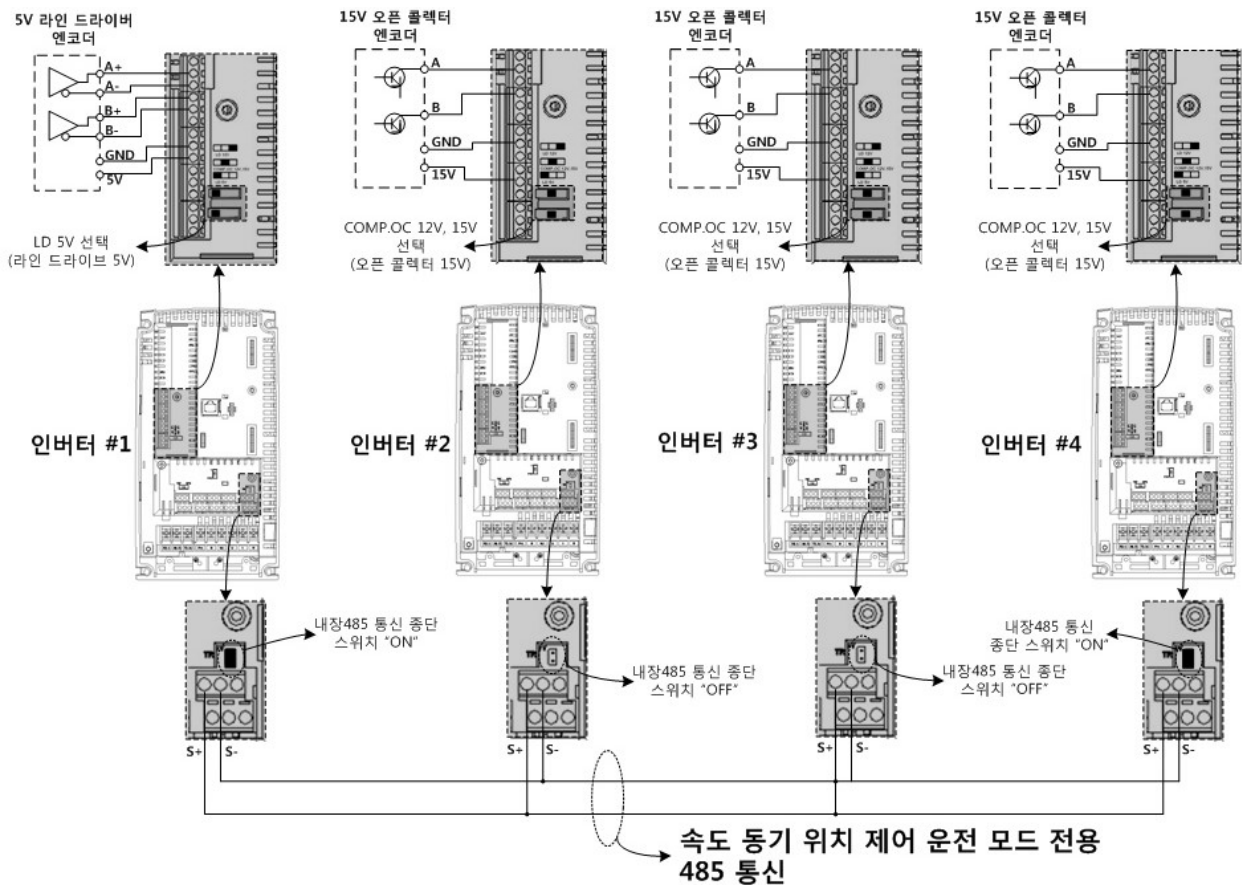 5V 라인 드라이버
엔코더
A+
A-
B+
B-
GND
5V
LD 5V 선택
(라인 드라이브 5V)
15V 오픈 콜렉터
엔코더
A
B
GND
15V
COMP.OC 12V, 15V
선택
(오픈 콜렉터 15V)
15V 오픈 콜렉터
엔코더
A
B
GND
15V
COMP.OC 12V, 15V
선택
(오픈 콜렉터 15V)
15V 오픈 콜렉터
엔코더
A
B
GND
15V
COMP.OC 12V, 15V
선택
(오픈 콜렉터 15V)
인버터 #1
인버터 #2
인버터 #3
인버터 #4
내장485 통신 종단
스위치 “ON”
내장485 통신 종단
스위치 “OFF”
내장485 통신 종단
스위치 “OFF”
내장485 통신
종단 스위치 “ON”
S+ S-
S+ S-
S+ S-
S+ S-
속도 동기 위치 제어 운전 모드 전용
485 통신